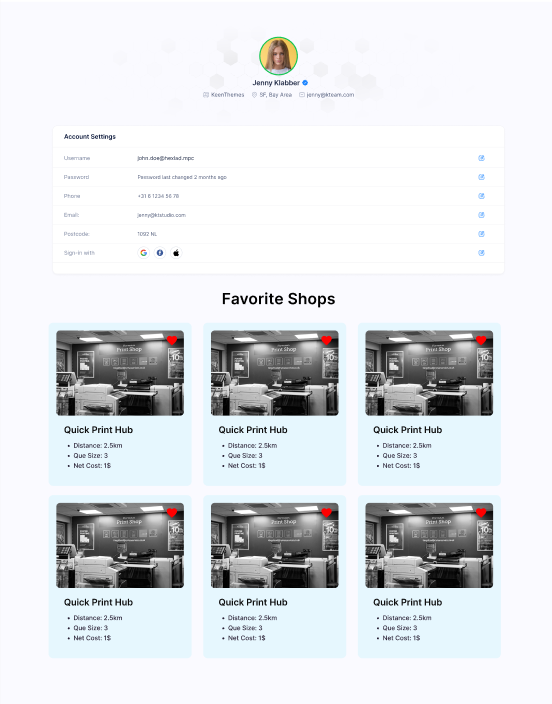 Jenny Klabber
KeenThemes SF, Bay Area jenny@kteam.com
Account Settings
Username john.doe@hexlad.mpc
Password Password last changed 2 months ago
Phone +31 6 1234 56 78
Email: jenny@ktstudio.com
Postcode 1092 NL
Sign-in with
Favorite Shops
Print Shop Print Shop Print Shop
10 10 10
Quick Print Hub Quick Print Hub Quick Print Hub
• Distance: 2.5km • Distance: 2.5km • Distance: 2.5km
• Que Size: 3 • Que Size: 3 • Que Size: 3
• Net Cost: 1$ • Net Cost: 1$ • Net Cost: 1$
Print Shop Print Shop Print Shop
10 10 10
Quick Print Hub Quick Print Hub Quick Print Hub
• Distance: 2.5km • Distance: 2.5km • Distance: 2.5km
• Que Size: 3 • Que Size: 3 • Que Size: 3
• Net Cost: 1$ • Net Cost: 1$ • Net Cost: 1$